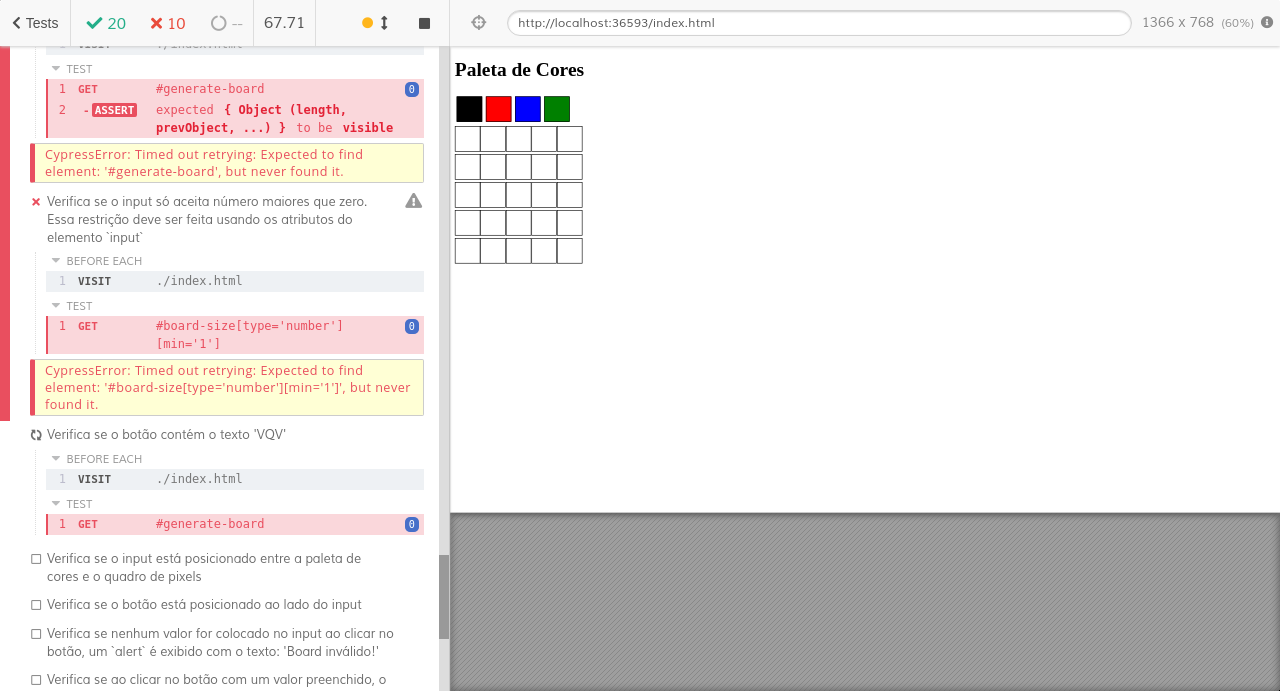 Tests 20 10 -- 67.71
http://localhost:36593/index.html 1366 x 768 (60%)
TEST
1 GET #generate-board 0
2 - ASSERT expected { Object (length,
prevObject, ...) } to be visible
CypressError: Timed out retrying: Expected to find
element: '#generate-board', but never found it.
Verifica se o input só aceita número maiores que zero.
Essa restrição deve ser feita usando os atributos do
elemento `input`
BEFORE EACH
1 VISIT ./index.html
TEST
1 GET #board-size[type='number'] 0
[min='1']
CypressError: Timed out retrying: Expected to find
element: '#board-size[type='number'][min='1']', but never
found it.
Verifica se o botão contém o texto 'VQV'
BEFORE EACH
1 VISIT ./index.html
TEST
1 GET #generate-board 0
Verifica se o input está posicionado entre a paleta de
cores e o quadro de pixels
Verifica se o botão está posicionado ao lado do input
Verifica se nenhum valor for colocado no input ao clicar no
botão, um `alert` é exibido com o texto: 'Board inválido!'
Verifica se ao clicar no botão com um valor preenchido, o
Paleta de Cores